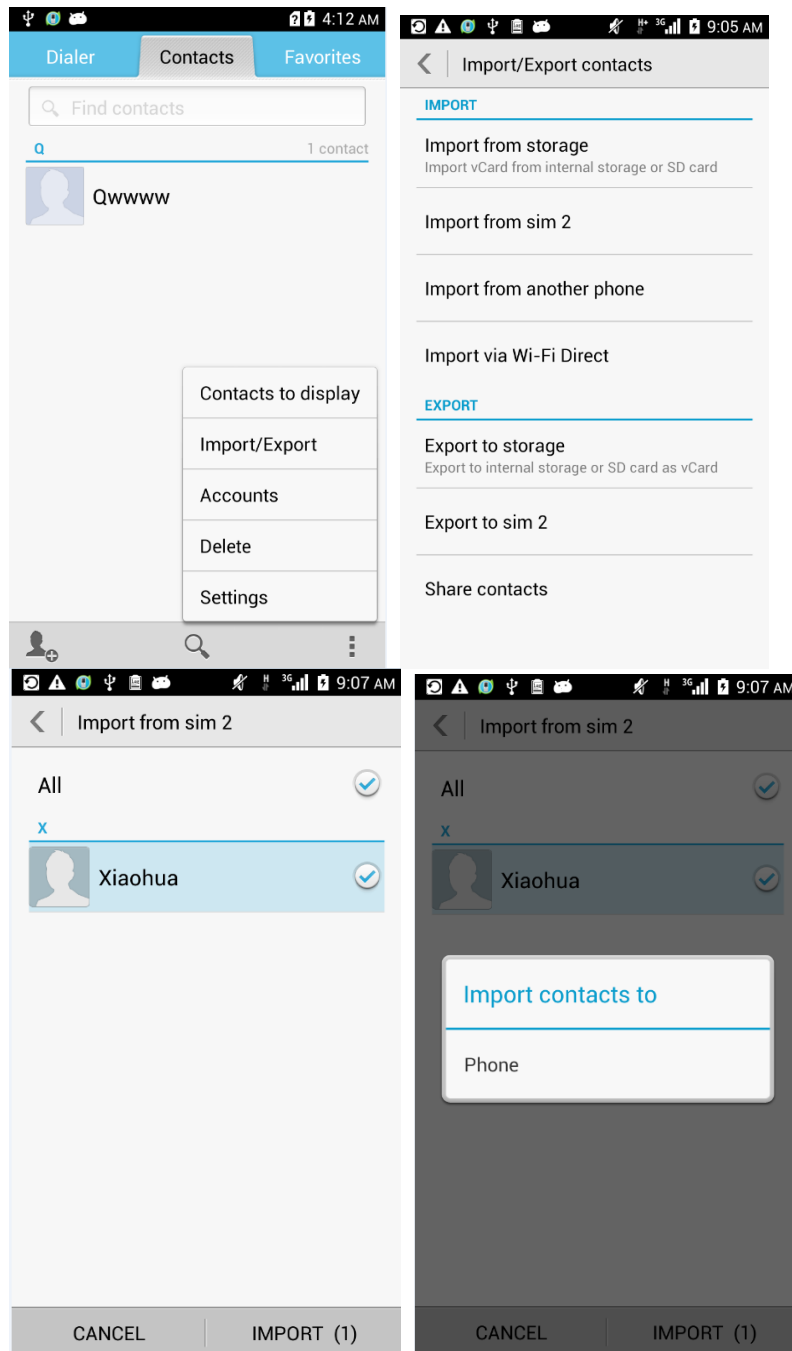 4:12 AM
Dialer Contacts Favorites
Find contacts
Q 1 contact
Qwwww
Contacts to display
Import/Export
Accounts
Delete
Settings
H+ 3G 9:05 AM
Import/Export contacts
IMPORT
Import from storage
Import vCard from internal storage or SD card
Import from sim 2
Import from another phone
Import via Wi-Fi Direct
EXPORT
Export to storage
Export to internal storage or SD card as vCard
Export to sim 2
Share contacts
H 3G 9:07 AM
Import from sim 2
All
X
Xiaohua
CANCEL IMPORT (1)
H 3G 9:07 AM
Import from sim 2
All
X
Xiaohua
Import contacts to
Phone
CANCEL IMPORT (1)